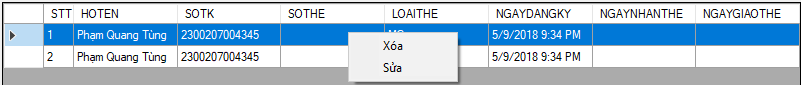 STT HOTEN SOTK SOTHE LOAITHE NGAYDANGKY NGAYNHANTHE NGAYGIAOTHE
1 Phạm Quang Tùng 2300207004345 5/9/2018 9:34 PM
Xóa
2 Phạm Quang Tùng 2300207004345 5/9/2018 9:34 PM
Sửa